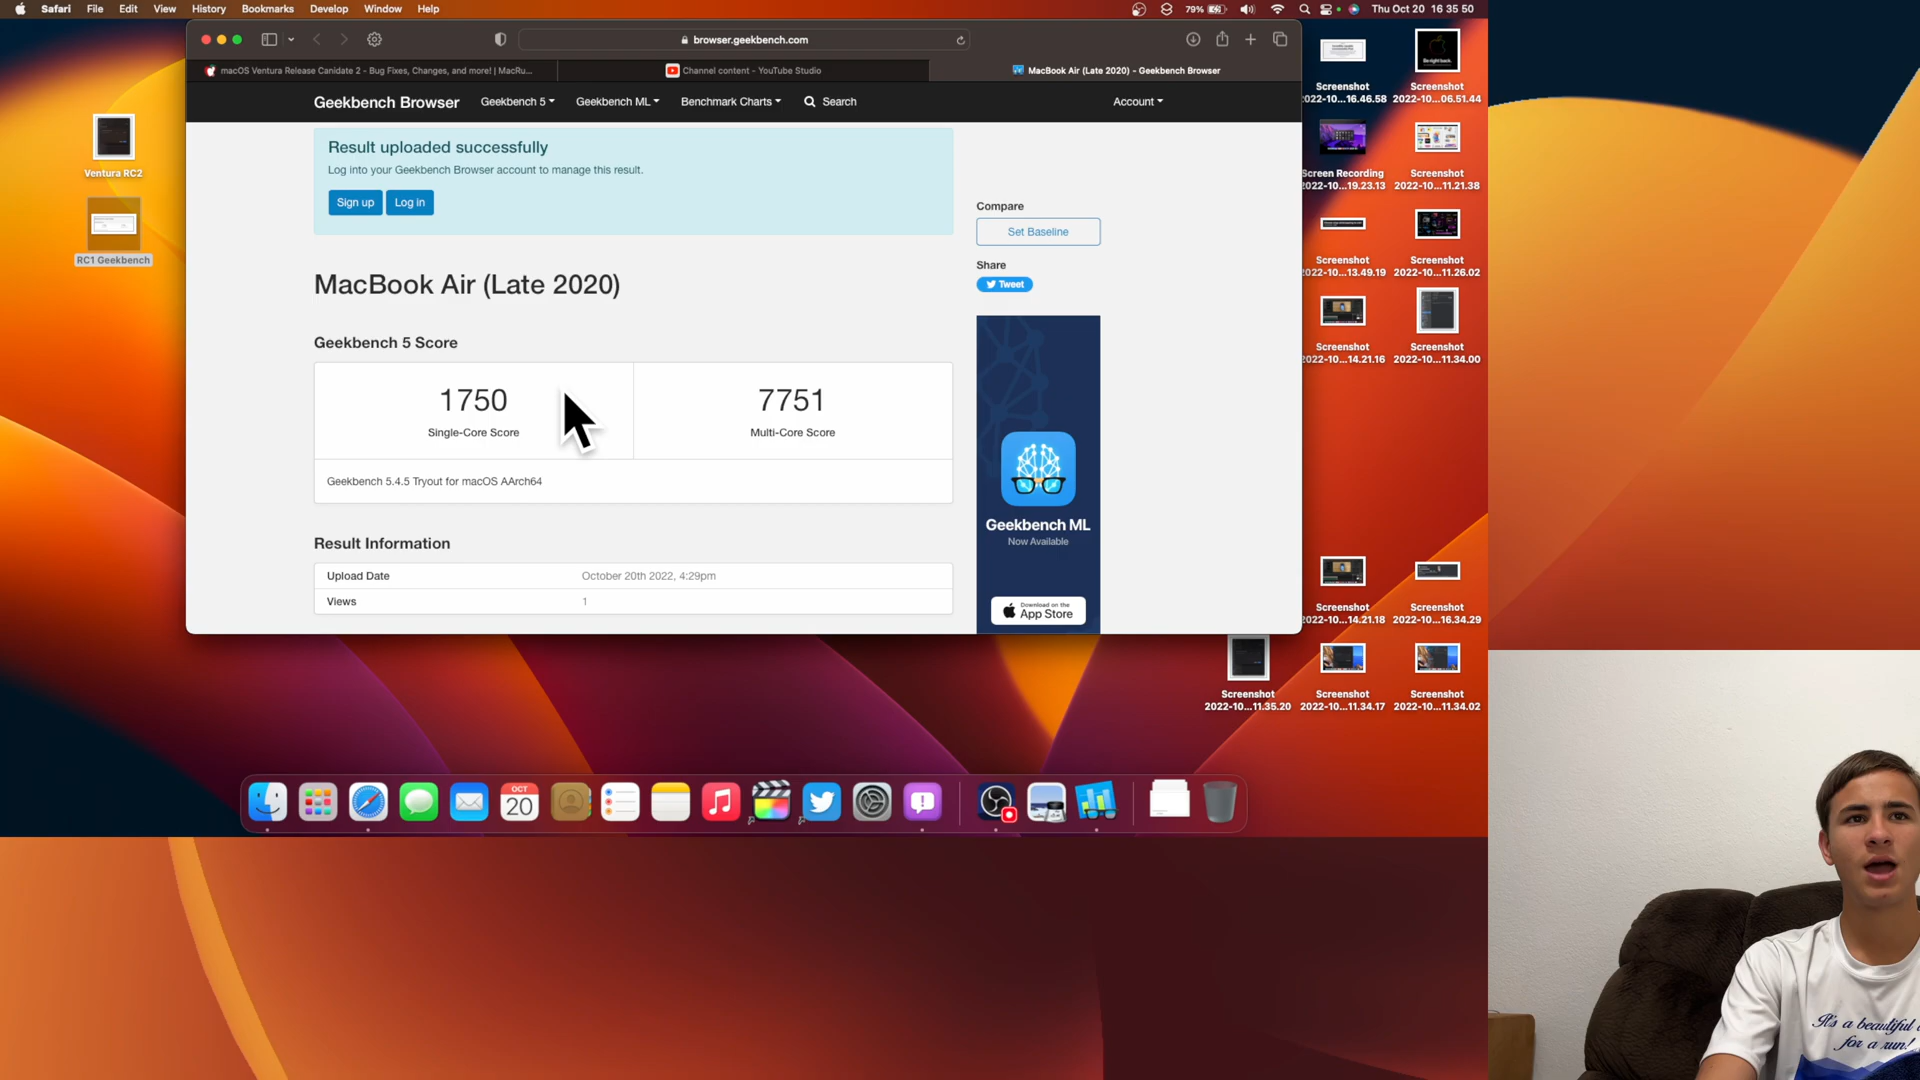 Safari File Edit View History Bookmarks Develop Window Help
79% Thu Oct 20 16 35 50
browser.geekbench.com
macOS Ventura Release Canidate 2 - Bug Fixes, Changes, and more! | MacRu...
Channel content - YouTube Studio
MacBook Air (Late 2020) - Geekbench Browser
Geekbench Browser Geekbench 5 Geekbench ML Benchmark Charts Search Account
Result uploaded successfully
Log into your Geekbench Browser account to manage this result.
Sign up Log in
Compare
Set Baseline
Share
Tweet
MacBook Air (Late 2020)
Geekbench 5 Score
1750
Single-Core Score
7751
Multi-Core Score
Geekbench 5.4.5 Tryout for macOS AArch64
Result Information
Upload Date October 20th 2022, 4:29pm
Views 1
Geekbench ML
Now Available
Download on the
App Store
Ventura RC2
RC1 Geekbench
Screenshot
2022-10...16.46.58
Screenshot
2022-10...06.51.44
Be right back.
Screen Recording
2022-10...19.23.13
Screenshot
2022-10...11.21.38
Screenshot
2022-10...13.49.19
Screenshot
2022-10...11.26.02
Screenshot
2022-10...14.21.16
Screenshot
2022-10...11.34.00
Screenshot
2022-10...14.21.18
Screenshot
2022-10...16.34.29
Screenshot
2022-10...11.35.20
Screenshot
2022-10...11.34.17
Screenshot
2022-10...11.34.02
OCT
20
It's a beautiful
for a run!